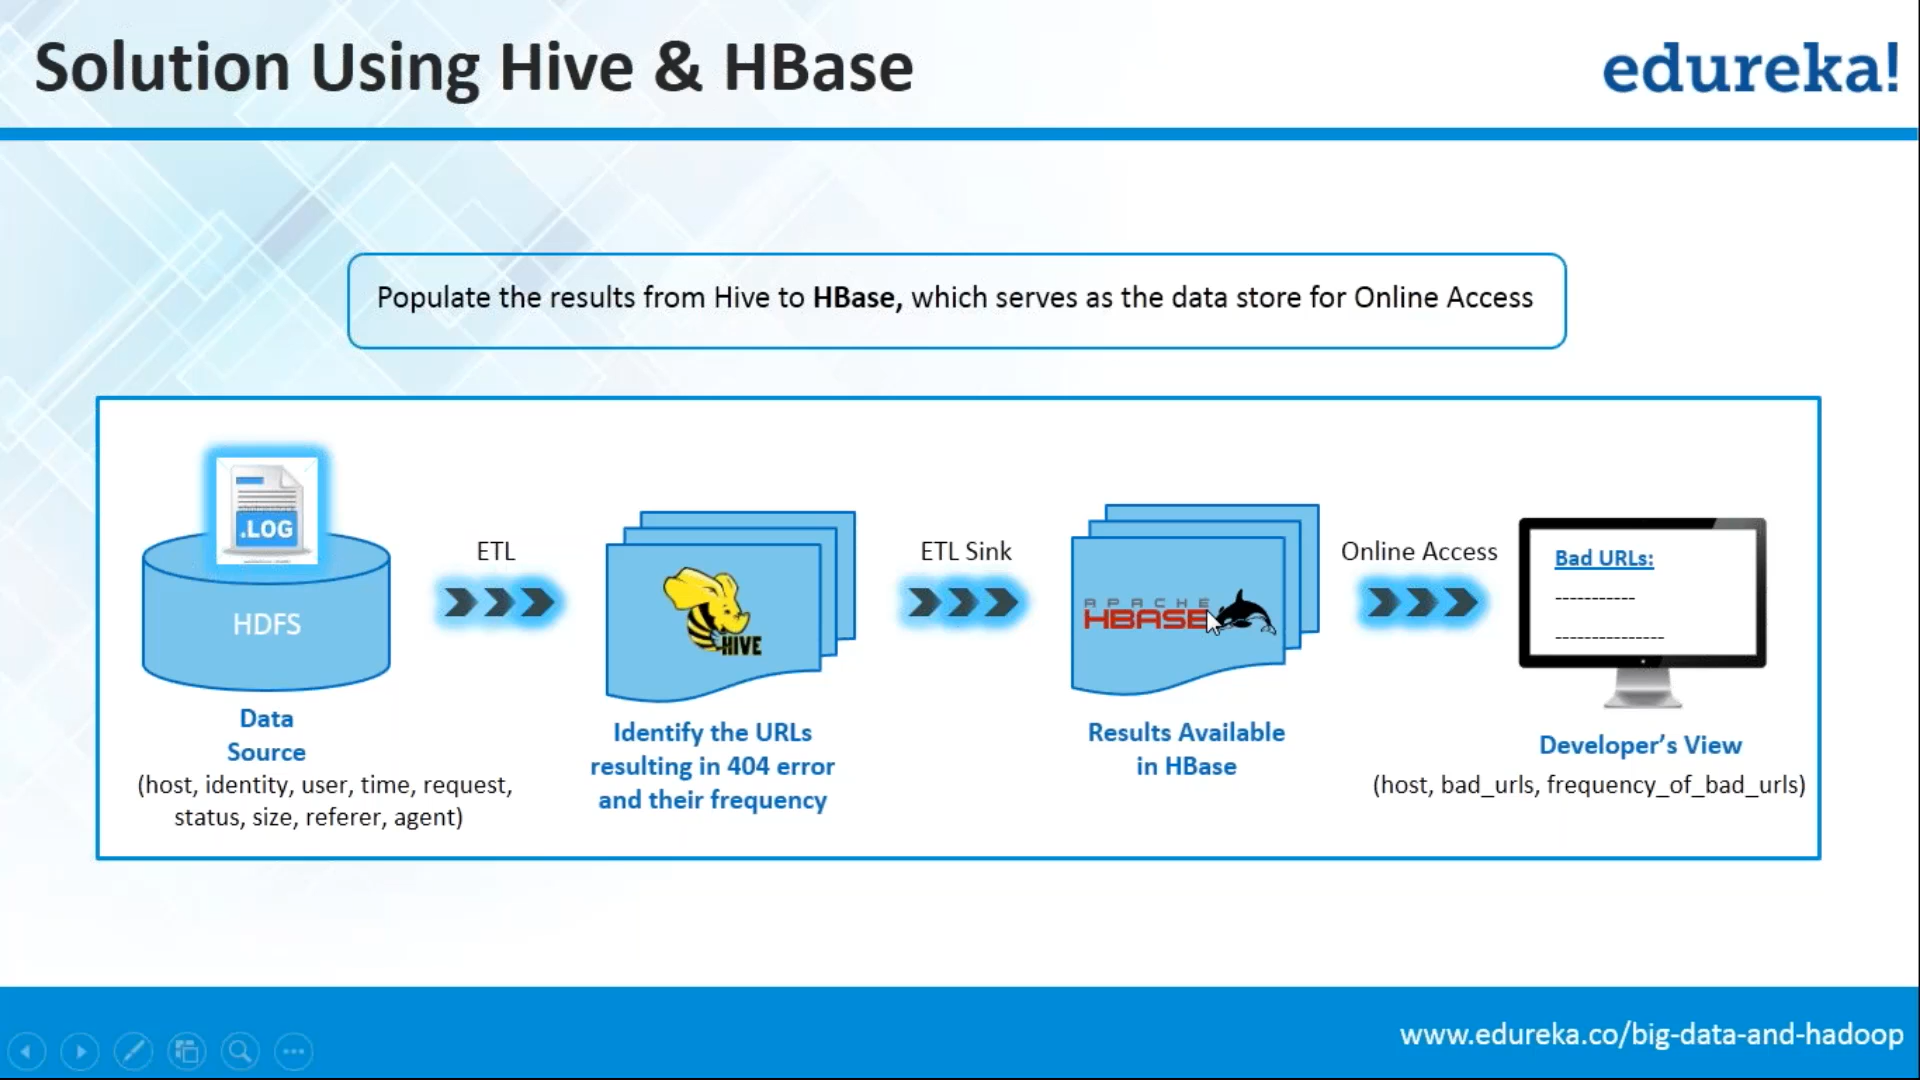 Solution Using Hive & HBase
edureka!
Populate the results from Hive to HBase, which serves as the data store for Online Access
.LOG
HDFS
Data
Source
(host, identity, user, time, request,
status, size, referer, agent)
ETL
HIVE
Identify the URLs
resulting in 404 error
and their frequency
ETL Sink
APACHE
HBASE
Results Available
in HBase
Online Access
Bad URLs:
-----------
---------------
Developer’s View
(host, bad_urls, frequency_of_bad_urls)
www.edureka.co/big-data-and-hadoop